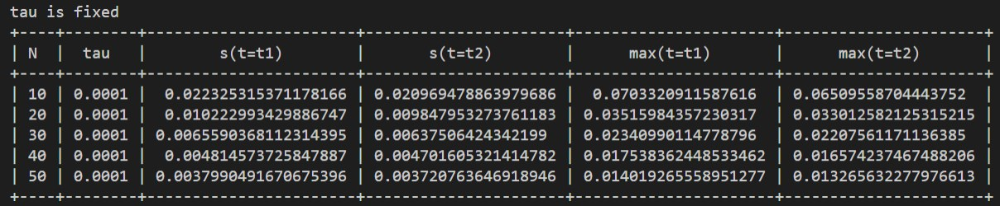 tau is fixed
+----+--------+-----------------------+----------------------+----------------------+----------------------+
| N | tau | s(t=t1) | s(t=t2) | max(t=t1) | max(t=t2) |
+----+--------+-----------------------+----------------------+----------------------+----------------------+
| 10 | 0.0001 | 0.022325315371178166 | 0.020969478863979686 | 0.0703320911587616 | 0.06509558704443752 |
| 20 | 0.0001 | 0.010222993429886747 | 0.009847953273761183 | 0.03515984357230317 | 0.033012582125315215 |
| 30 | 0.0001 | 0.0065590368112314395 | 0.00637506424342199 | 0.02340990114778796 | 0.02207561171136385 |
| 40 | 0.0001 | 0.004814573725847887 | 0.004701605321414782 | 0.017538362448533462 | 0.016574237467488206 |
| 50 | 0.0001 | 0.0037990491670675396 | 0.003720763646918946 | 0.014019265558951277 | 0.013265632277976613 |
+----+--------+-----------------------+----------------------+----------------------+----------------------+